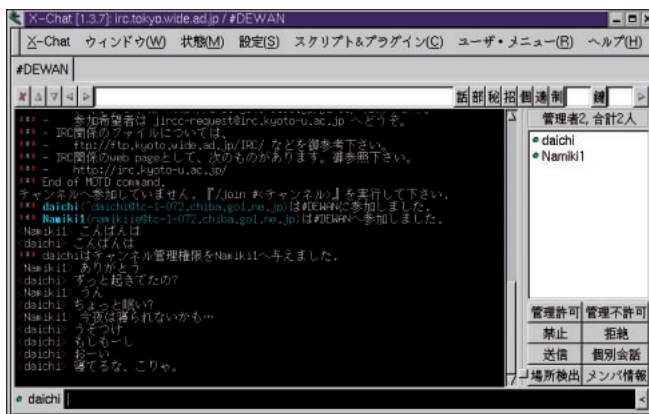 X-Chat [1.3.7]: irc.tokyo.wide.ad.jp / #DEWAN
X-Chat ウィンドウ(W) 状態(M) 設定(S) スクリプト&プラグイン(C) ユーザ・メニュー(R) ヘルプ(H)
#DEWAN
話 部 秘 招 個 速 制 鍵
管理者2, 合計2人
daichi
Namiki1
*** - 参加希望者は jircc-request@irc.kyoto-u.ac.jp へどうぞ。
*** - IRC関係のファイルについては、
*** - ftp://ftp.kyoto.wide.ad.jp/IRC/ などを御参考下さい。
*** - IRC関係のweb pageとして、次のものがあります。御参照下さい。
*** - http://irc.kyoto-u.ac.jp/
*** End of MOTD command.
チャンネルへ参加していません. 『/join #<チャンネル>』を実行して下さい.
*** daichi(~daichi@tc-1-072.chiba.gol.ne.jp)は#DEWANに参加しました.
*** Namiki1(namikiie@tc-1-072.chiba.gol.ne.jp)は#DEWANへ参加しました.
<Namiki1> こんばんは
<daichi> こんばんは
*** daichiはチャンネル管理権限をNamiki1へ与えました.
<Namiki1> ありがとう
<daichi> ずっと起きてたの?
<Namiki1> うん
<daichi> ちょっと眠い?
<Namiki1> 今夜は寝られないかも…
<daichi> うそつけ
<daichi> もしもーし
<daichi> おーい
<daichi> 寝てるな、こりゃ。
管理許可 管理不許可
禁止 拒絶
送信 個別会話
場所検出 メンバ情報
daichi